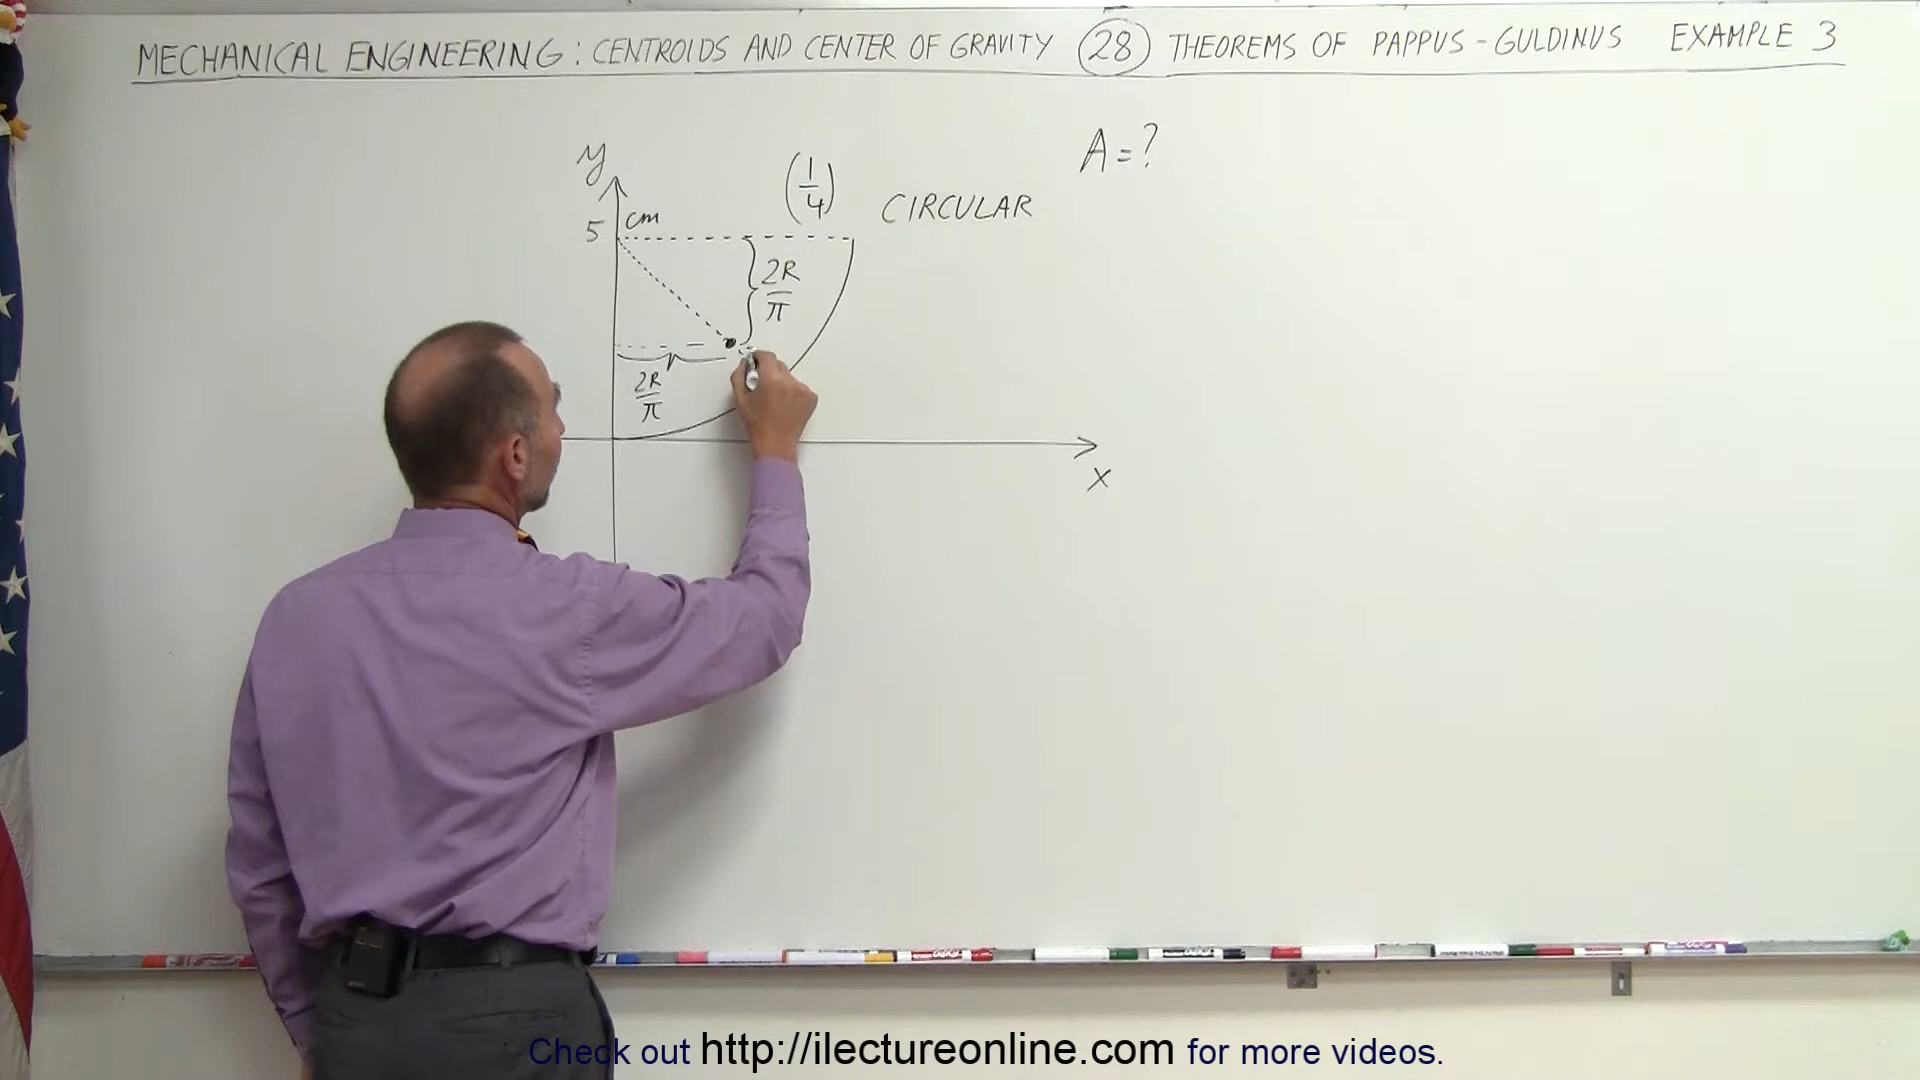 MECHANICAL ENGINEERING: CENTROIDS AND CENTER OF GRAVITY (28) THEOREMS OF PAPPUS-GULDINUS EXAMPLE 3
A=?
y
(1/4) CIRCULAR
5 cm
2R/π
2R/π
x
Check out http://ilectureonline.com for more videos.